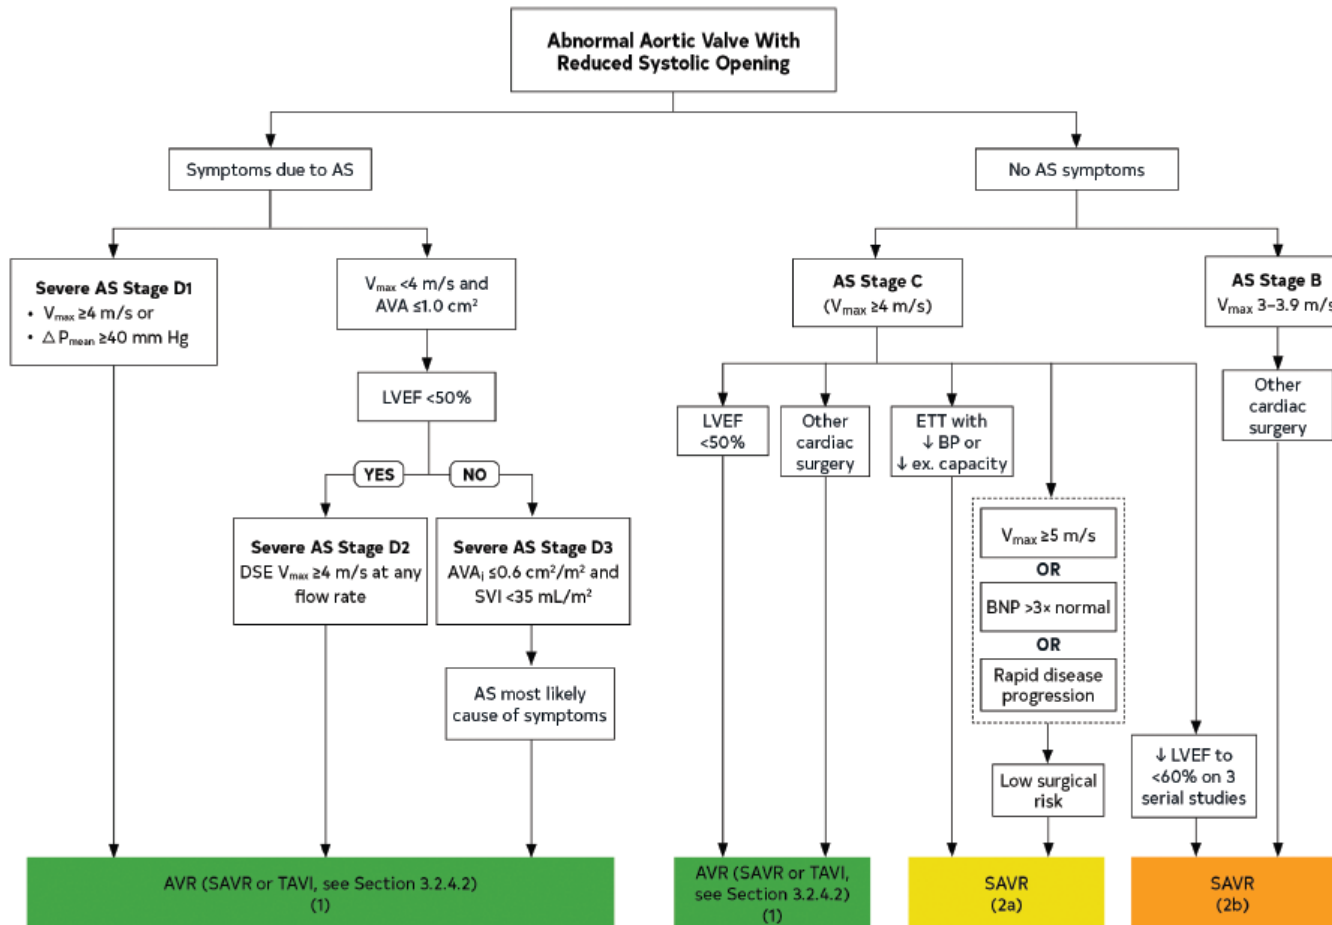 Abnormal Aortic Valve With
Reduced Systolic Opening
Symptoms due to AS
No AS symptoms
Severe AS Stage D1
• Vmax ≥4 m/s or
• △ Pmean ≥40 mm Hg
Vmax <4 m/s and
AVA ≤1.0 cm²
AS Stage C
(Vmax ≥4 m/s)
AS Stage B
Vmax 3–3.9 m/s
LVEF <50%
YES
NO
Severe AS Stage D2
DSE Vmax ≥4 m/s at any
flow rate
Severe AS Stage D3
AVAi ≤0.6 cm²/m² and
SVI <35 mL/m²
AS most likely
cause of symptoms
LVEF
<50%
Other
cardiac
surgery
ETT with
↓ BP or
↓ ex. capacity
Vmax ≥5 m/s
OR
BNP >3× normal
OR
Rapid disease
progression
Low surgical
risk
↓ LVEF to
<60% on 3
serial studies
Other
cardiac
surgery
AVR (SAVR or TAVI, see Section 3.2.4.2)
(1)
AVR (SAVR or TAVI,
see Section 3.2.4.2)
(1)
SAVR
(2a)
SAVR
(2b)